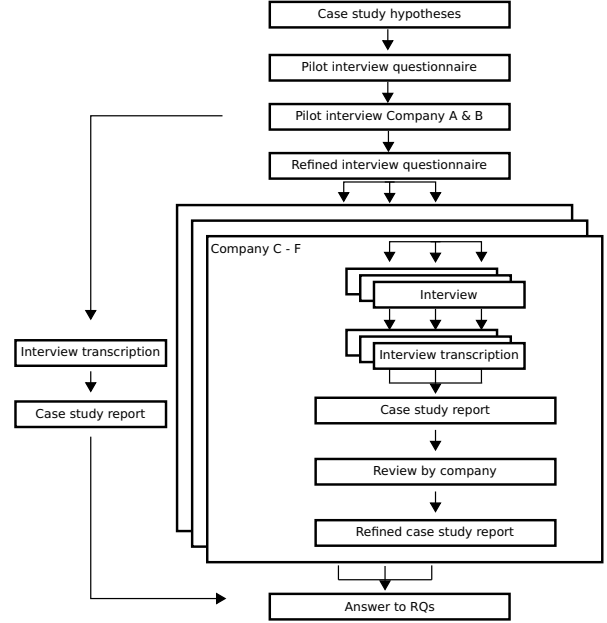 Case study hypotheses
Pilot interview questionnaire
Pilot interview Company A & B
Refined interview questionnaire
Company C - F
Interview
Interview transcription
Interview transcription
Case study report
Case study report
Review by company
Refined case study report
Answer to RQs